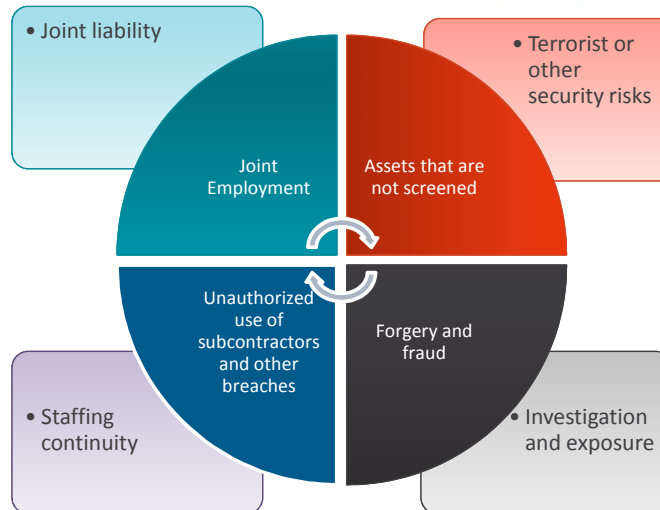 • Joint liability
• Terrorist or
other
security risks
Joint
Employment
Assets that are
not screened
Unauthorized
use of
subcontractors
and other
breaches
Forgery and
fraud
• Staffing
continuity
• Investigation
and exposure